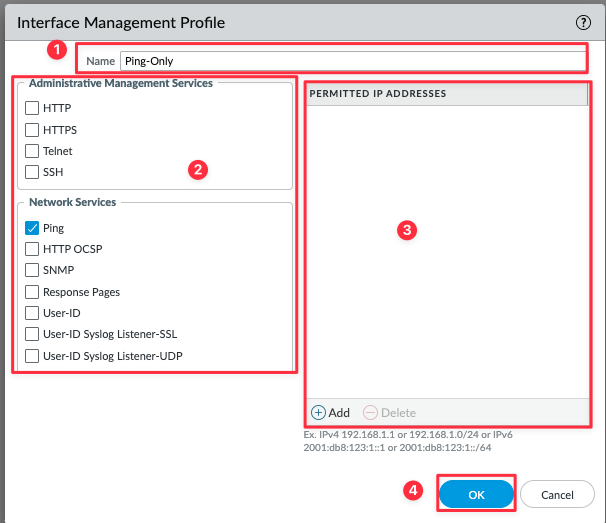 Interface Management Profile
?
1
Name Ping-Only
Administrative Management Services
HTTP
HTTPS
Telnet
SSH
2
Network Services
Ping
HTTP OCSP
SNMP
Response Pages
User-ID
User-ID Syslog Listener-SSL
User-ID Syslog Listener-UDP
PERMITTED IP ADDRESSES
3
Add Delete
Ex. IPv4 192.168.1.1 or 192.168.1.0/24 or IPv6
2001:db8:123:1::1 or 2001:db8:123:1::/64
4
OK Cancel